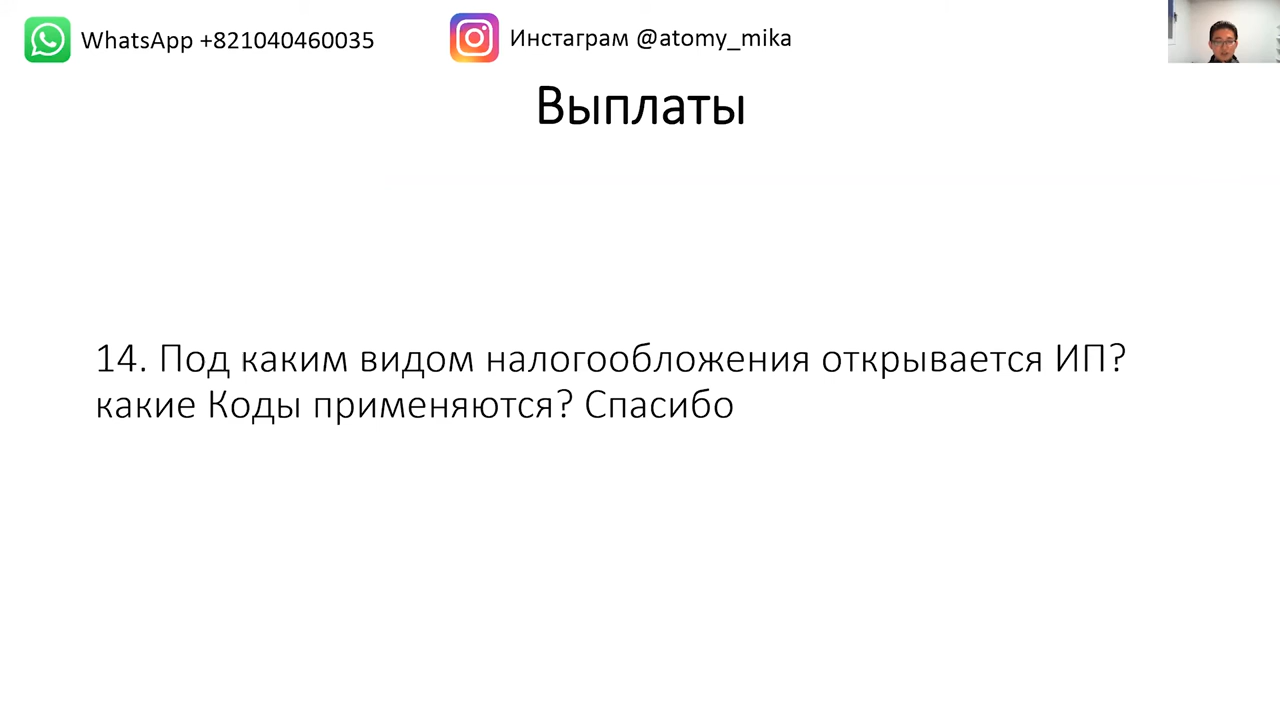 WhatsApp +821040460035
Инстаграм @atomy_mika
Выплаты
14. Под каким видом налогообложения открывается ИП?
какие Коды применяются? Спасибо